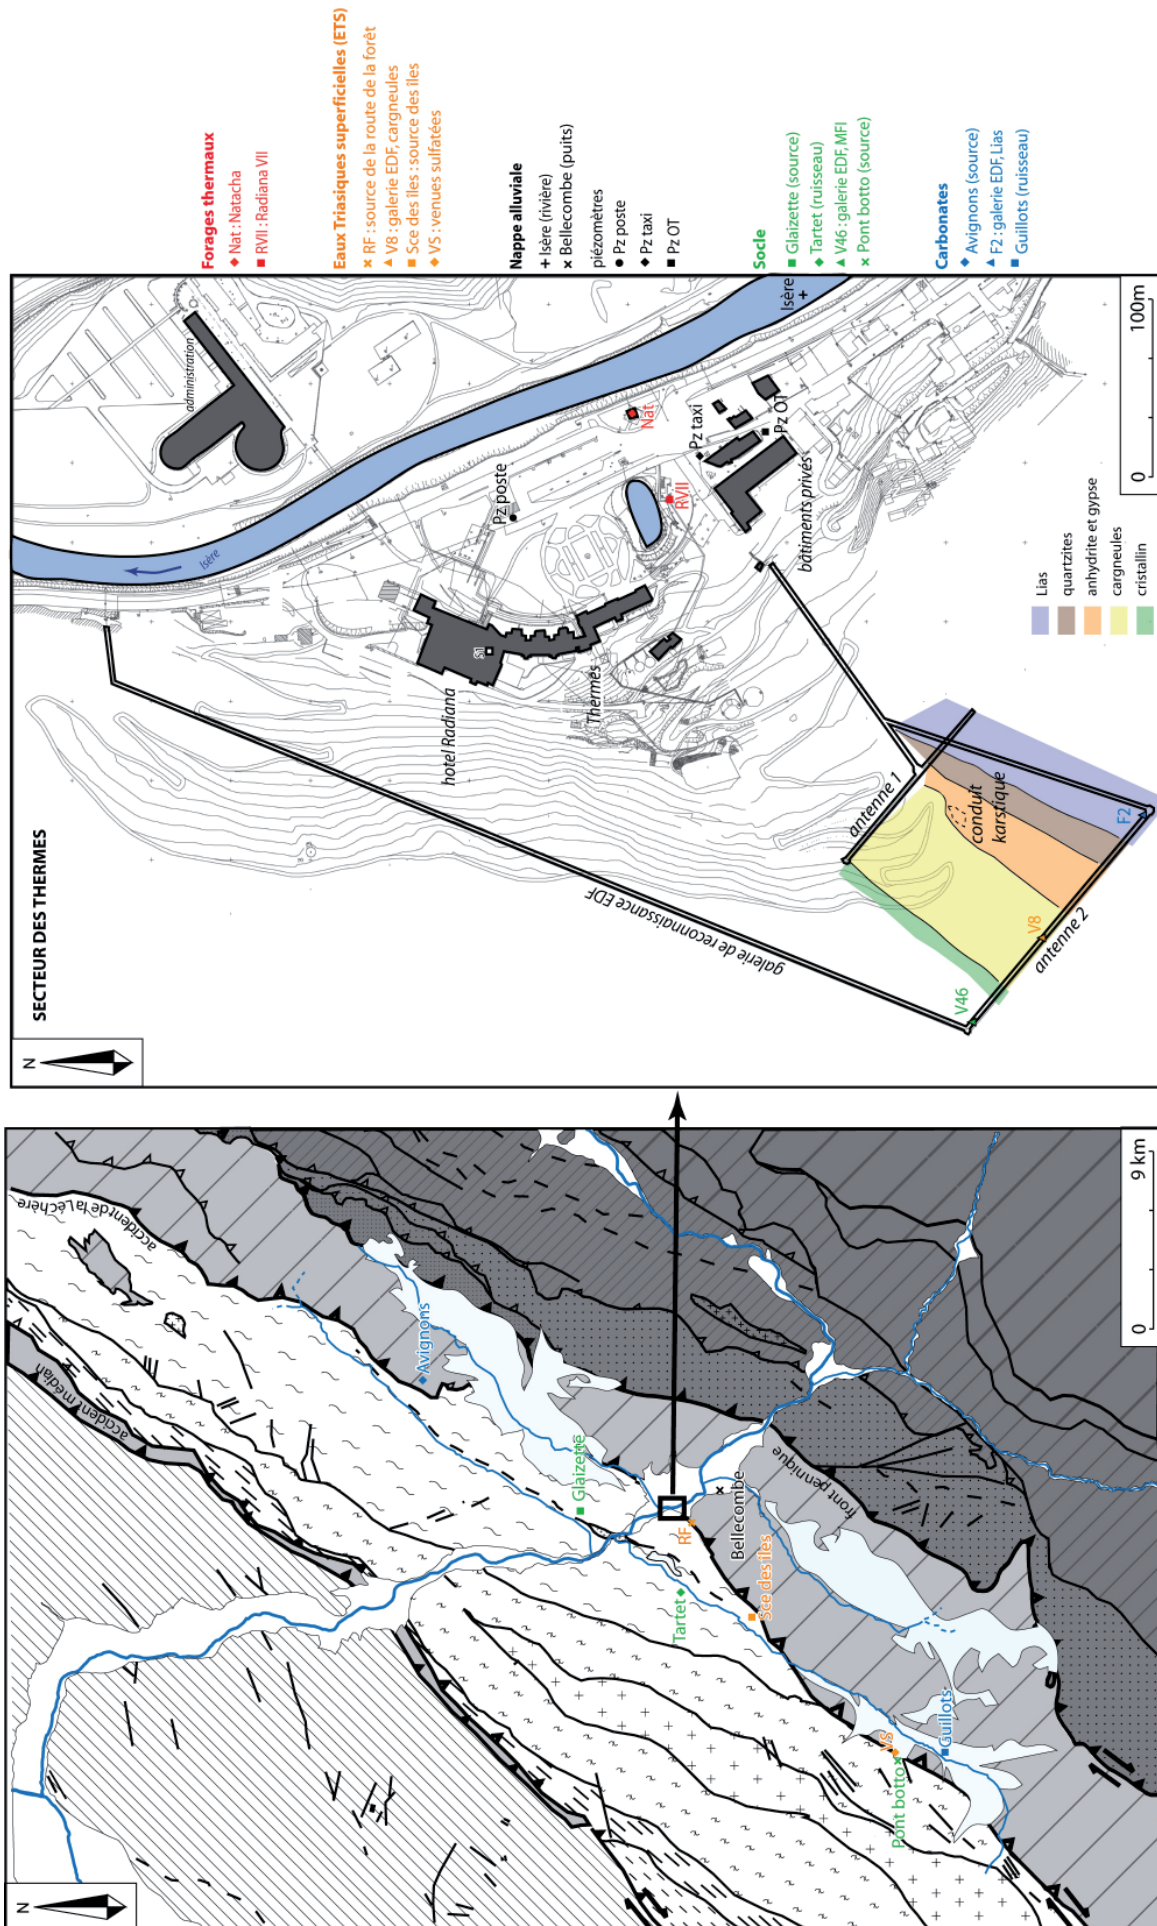 N
accident de la Léchère
accident médian
Avignons
Glaizette
front pennique
Bellecombe
RF
Sce des îles
Tartet
Guillots
VS
Pont botto
0
9 km
SECTEUR DES THERMES
N
administration
Isère
Isère
Pz poste
Nat
RVII
Pz taxi
Pz OT
bâtiments privés
hotel Radiana
S1
Thermes
galerie de reconnaissance EDF
antenne 1
conduit
karstique
F2
V8
antenne 2
V46
Lias
quartzites
anhydrite et gypse
cargneules
cristallin
0
100m
Forages thermaux
Nat : Natacha
RVII : Radiana VII
Eaux Triasiques superficielles (ETS)
RF : source de la route de la forêt
V8 : galerie EDF, cargneules
Sce des îles : source des îles
VS : venues sulfatées
Nappe alluviale
Isère (rivière)
Bellecombe (puits)
piézomètres
Pz poste
Pz taxi
Pz OT
Socle
Glaizette (source)
Tartet (ruisseau)
V46 : galerie EDF, MFI
Pont botto (source)
Carbonates
Avignons (source)
F2 : galerie EDF, Lias
Guillots (ruisseau)